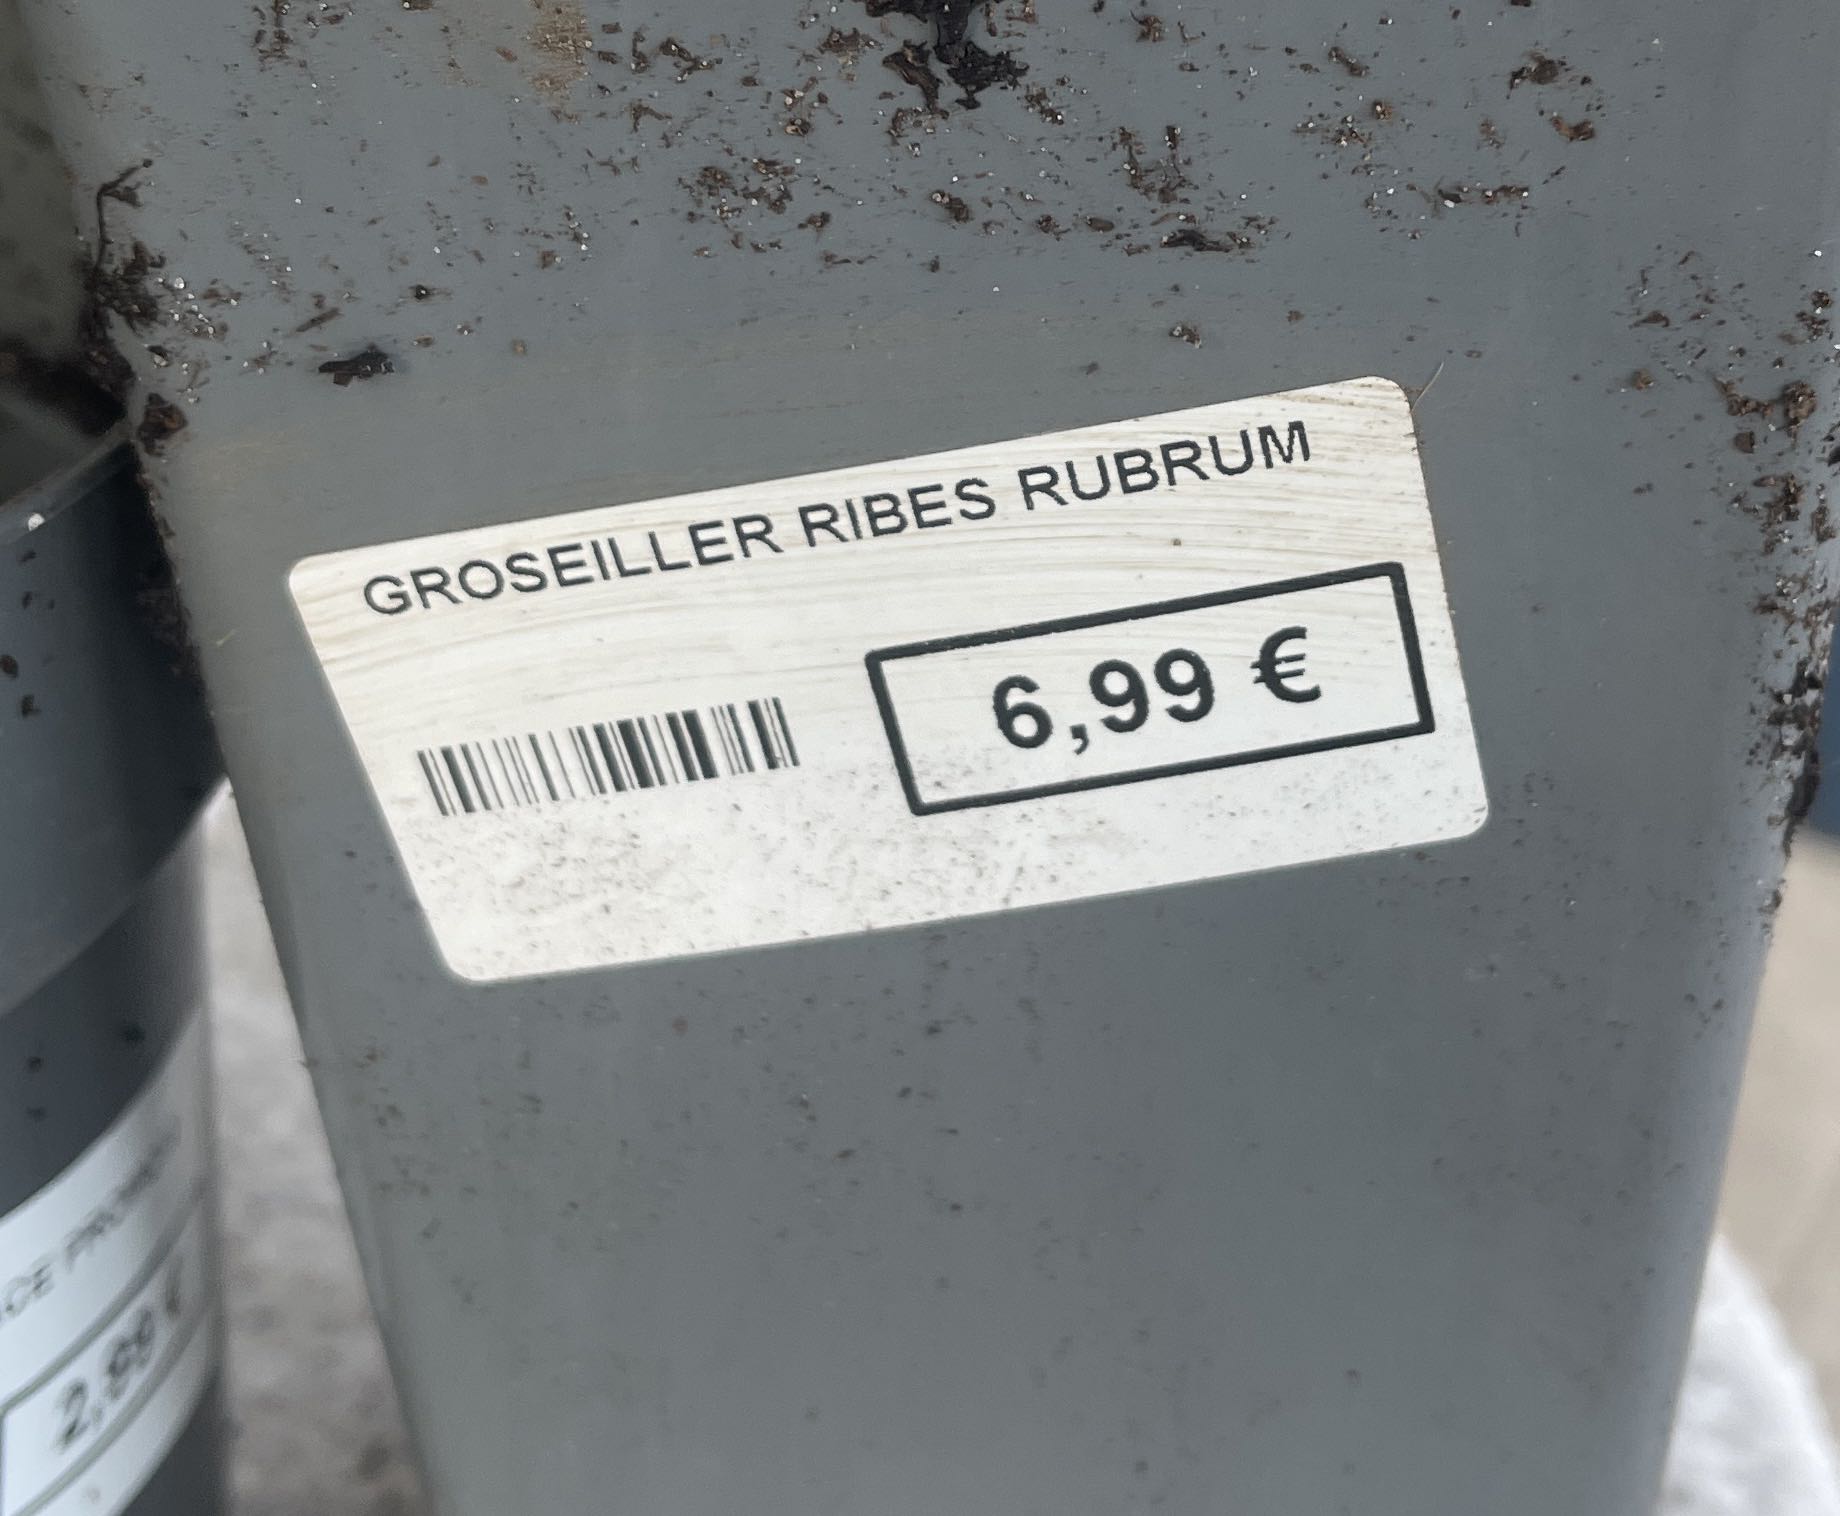 GROSEILLER RIBES RUBRUM
6,99 €